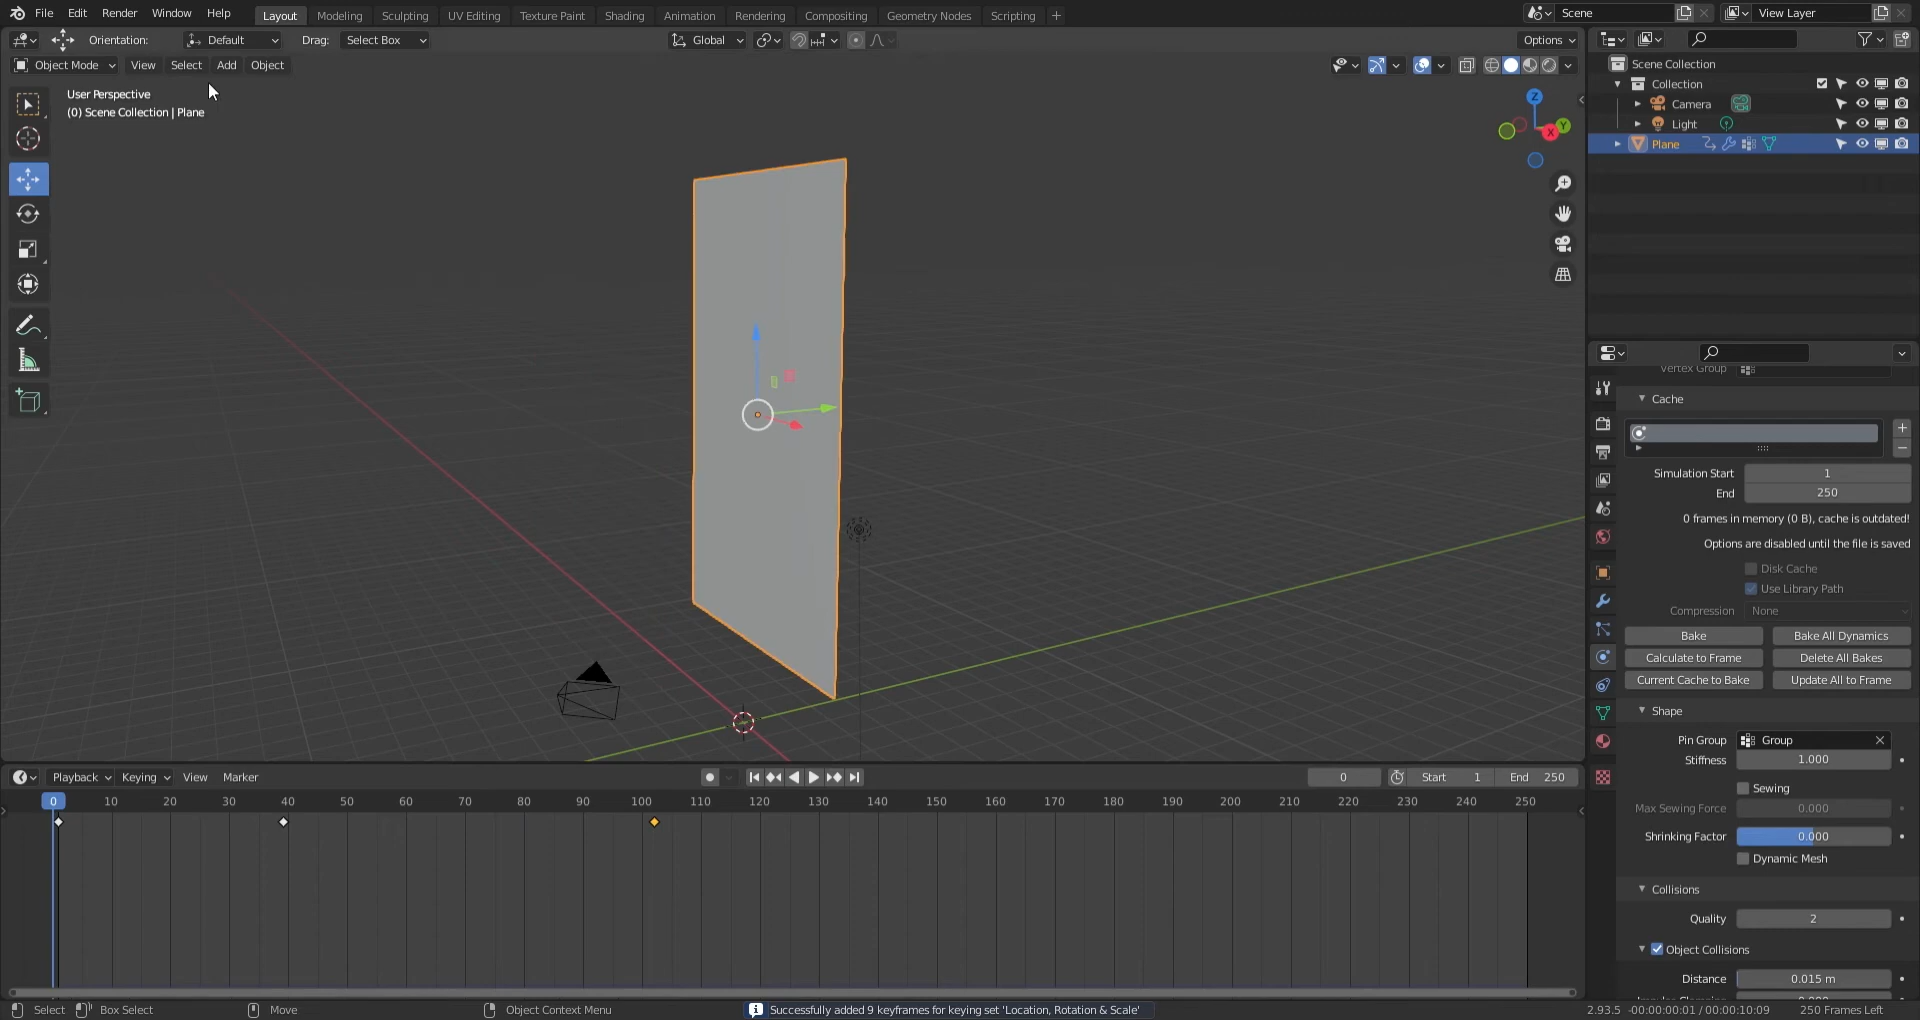 File Edit Render Window Help
Layout Modeling Sculpting UV Editing Texture Paint Shading Animation Rendering Compositing Geometry Nodes Scripting +
Scene View Layer
Orientation: Default Drag: Select Box Global Options
Object Mode View Select Add Object
User Perspective
(0) Scene Collection | Plane
Z
Y
X
Scene Collection
Collection
Camera
Light
Plane
Vertex Group
Cache
Simulation Start 1
End 250
0 frames in memory (0 B), cache is outdated!
Options are disabled until the file is saved
Disk Cache
Use Library Path
Compression None
Bake Bake All Dynamics
Calculate to Frame Delete All Bakes
Current Cache to Bake Update All to Frame
Shape
Pin Group Group
Stiffness 1.000
Sewing
Max Sewing Force 0.000
Shrinking Factor 0.000
Dynamic Mesh
Collisions
Quality 2
Object Collisions
Distance 0.015 m
Playback Keying View Marker 0 Start 1 End 250
0 10 20 30 40 50 60 70 80 90 100 110 120 130 140 150 160 170 180 190 200 210 220 230 240 250
Select Box Select Move Object Context Menu Successfully added 9 keyframes for keying set 'Location, Rotation & Scale' 2.93.5 -00:00:00:01 / 00:00:10:09 250 Frames Left